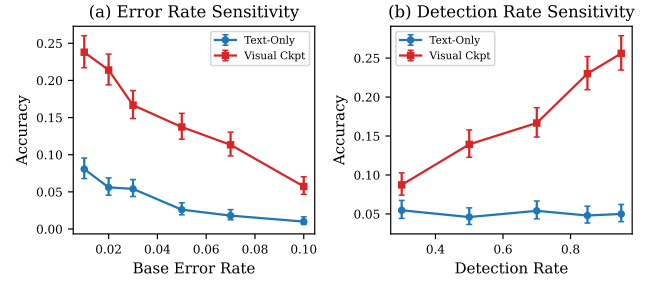 (a) Error Rate Sensitivity
Accuracy
0.25
0.20
0.15
0.10
0.05
0.00
Text-Only
Visual Ckpt
0.02
0.04
0.06
0.08
0.10
Base Error Rate
(b) Detection Rate Sensitivity
Accuracy
0.25
0.20
0.15
0.10
0.05
Text-Only
Visual Ckpt
0.4
0.6
0.8
Detection Rate